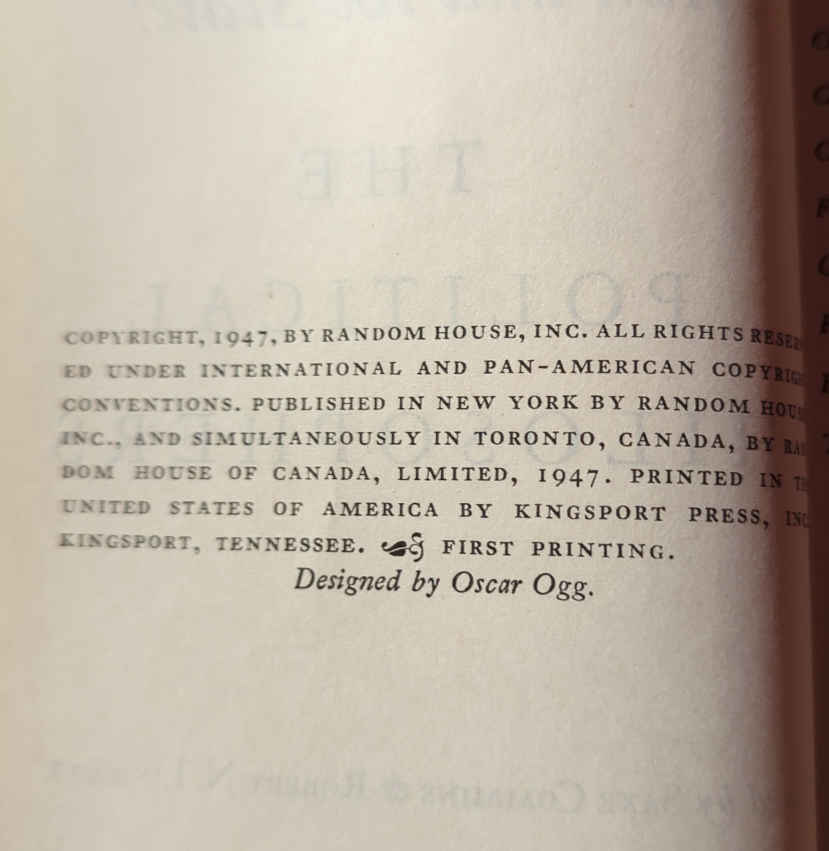 COPYRIGHT, 1947, BY RANDOM HOUSE, INC. ALL RIGHTS
ED UNDER INTERNATIONAL AND PAN-AMERICAN
CONVENTIONS. PUBLISHED IN NEW YORK BY RANDOM
INC., AND SIMULTANEOUSLY IN TORONTO, CANADA, BY
DOM HOUSE OF CANADA, LIMITED, 1947. PRINTED IN
UNITED STATES OF AMERICA BY KINGSPORT PRESS,
KINGSPORT, TENNESSEE. FIRST PRINTING.
Designed by Oscar Ogg.